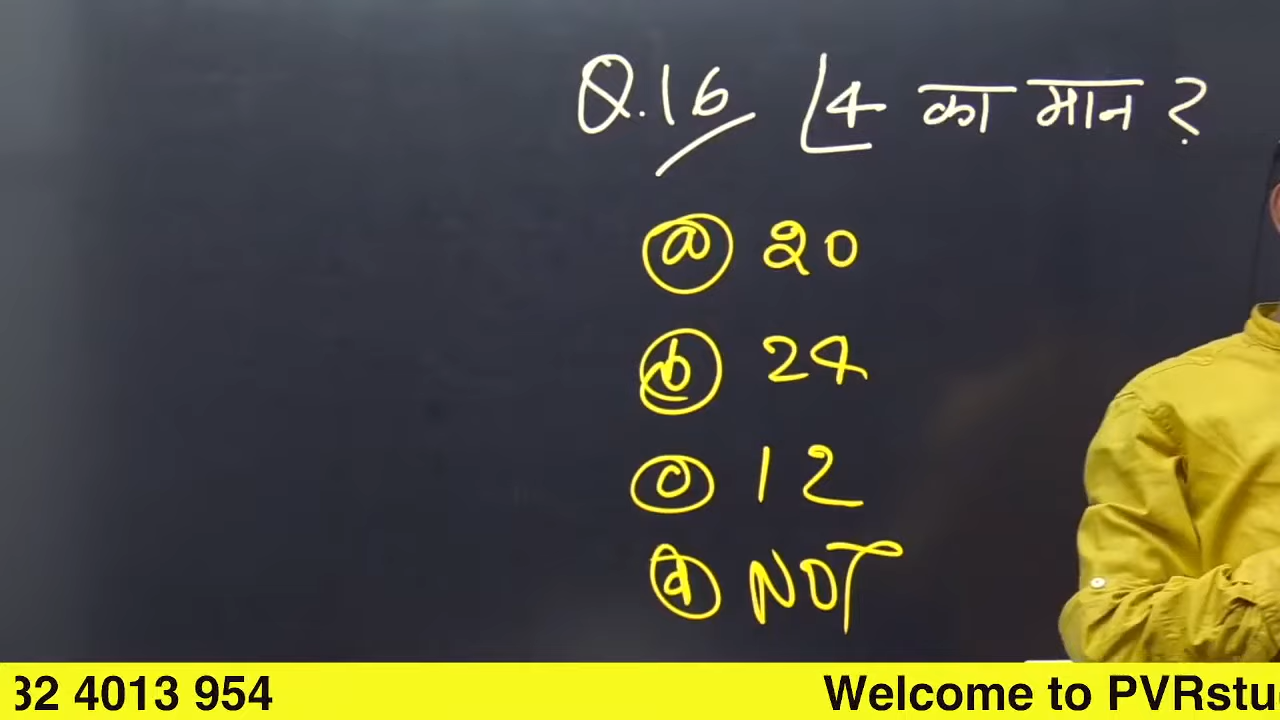 Q.16 ⌊4 का मान ?
(a) 20
(b) 24
(c) 12
(d) NOT
32 4013 954 Welcome to PVRstu